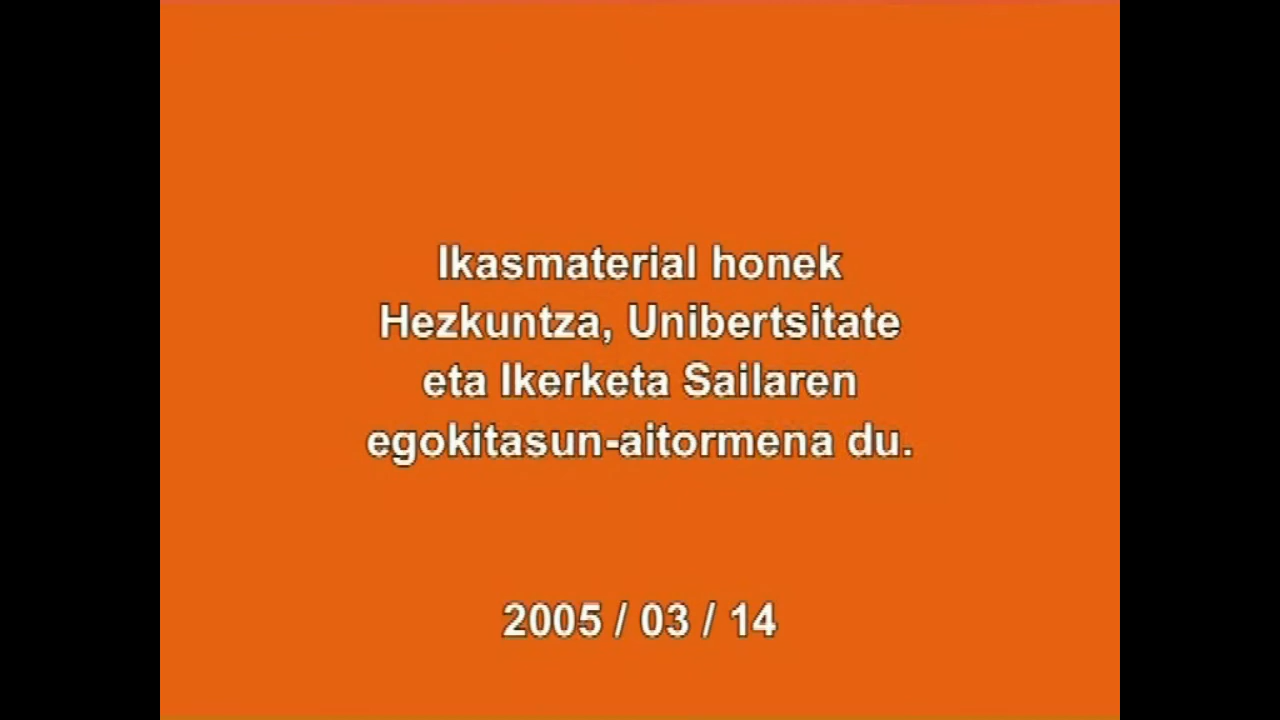 Ikasmaterial honek
Hezkuntza, Unibertsitate
eta Ikerketa Sailaren
egokitasun-aitormena du.
2005 / 03 / 14